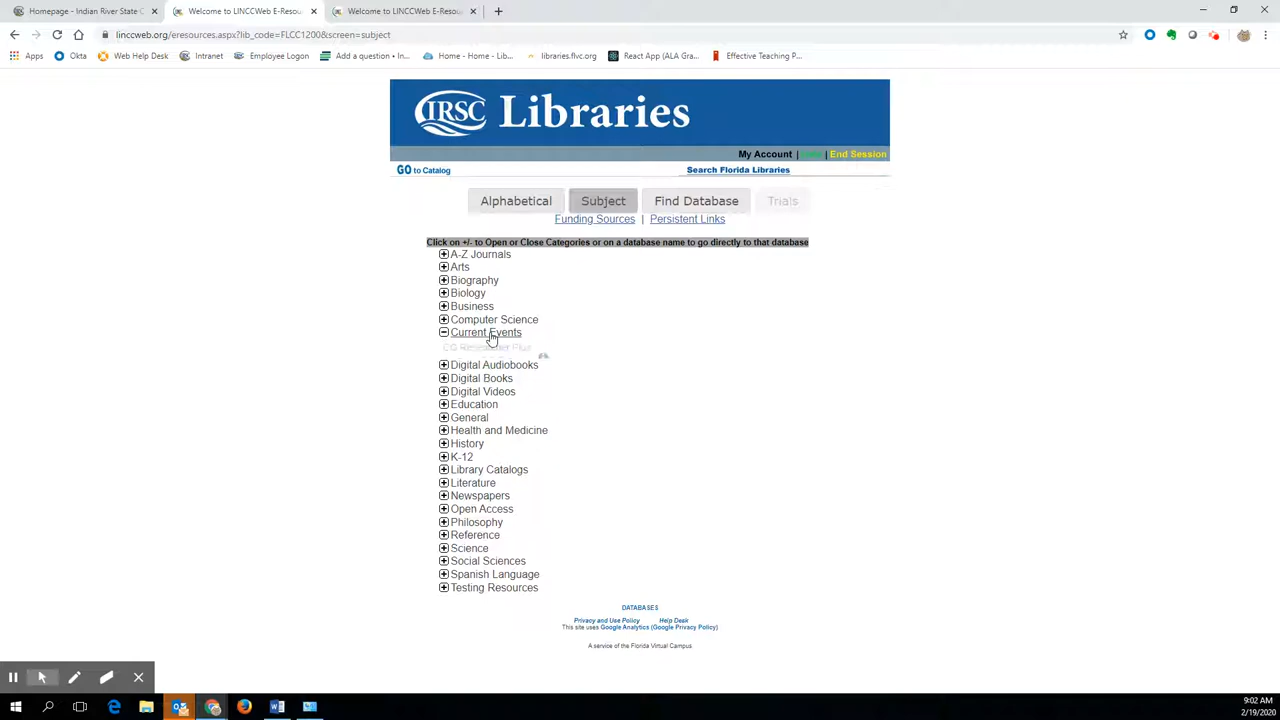 Homepage - Indian River State C
Welcome to LINCCWeb E-Resou
Welcome to LINCCWeb E-Resou
linccweb.org/eresources.aspx?lib_code=FLCC1200&screen=subject
Apps
Okta
Web Help Desk
Intranet
Employee Logon
Add a question - In...
Home - Home - Lib...
libraries.flvc.org
React App (ALA Gra...
Effective Teaching P...
IRSC Libraries
My Account | | End Session
GO to Catalog
Search Florida Libraries
Alphabetical
Subject
Find Database
Trials
Funding Sources | Persistent Links
Click on +/- to Open or Close Categories or on a database name to go directly to that database
A-Z Journals
Arts
Biography
Biology
Business
Computer Science
Current Events
Digital Audiobooks
Digital Books
Digital Videos
Education
General
Health and Medicine
History
K-12
Library Catalogs
Literature
Newspapers
Open Access
Philosophy
Reference
Science
Social Sciences
Spanish Language
Testing Resources
DATABASES
Privacy and Use Policy Help Desk
This site uses Google Analytics (Google Privacy Policy)
A service of the Florida Virtual Campus
9:02 AM
2/19/2020